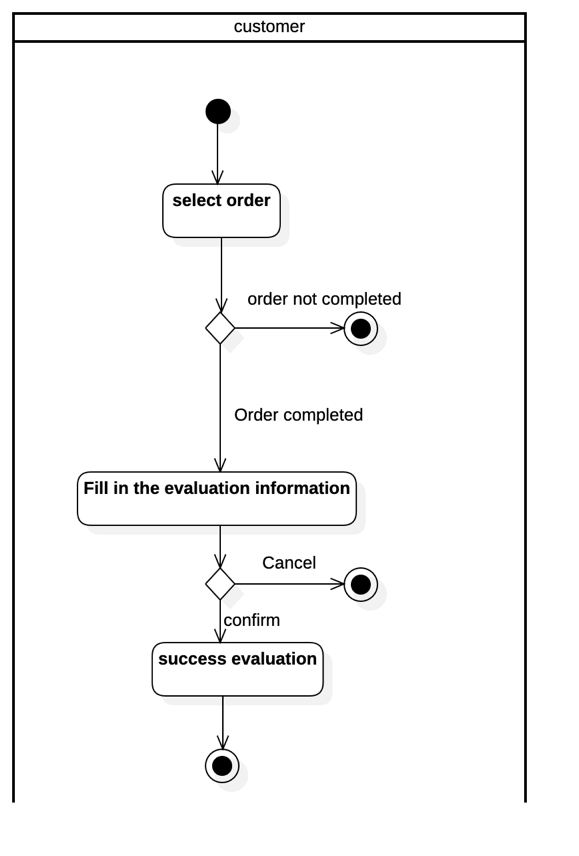 customer
select order
order not completed
Order completed
Fill in the evaluation information
Cancel
confirm
success evaluation